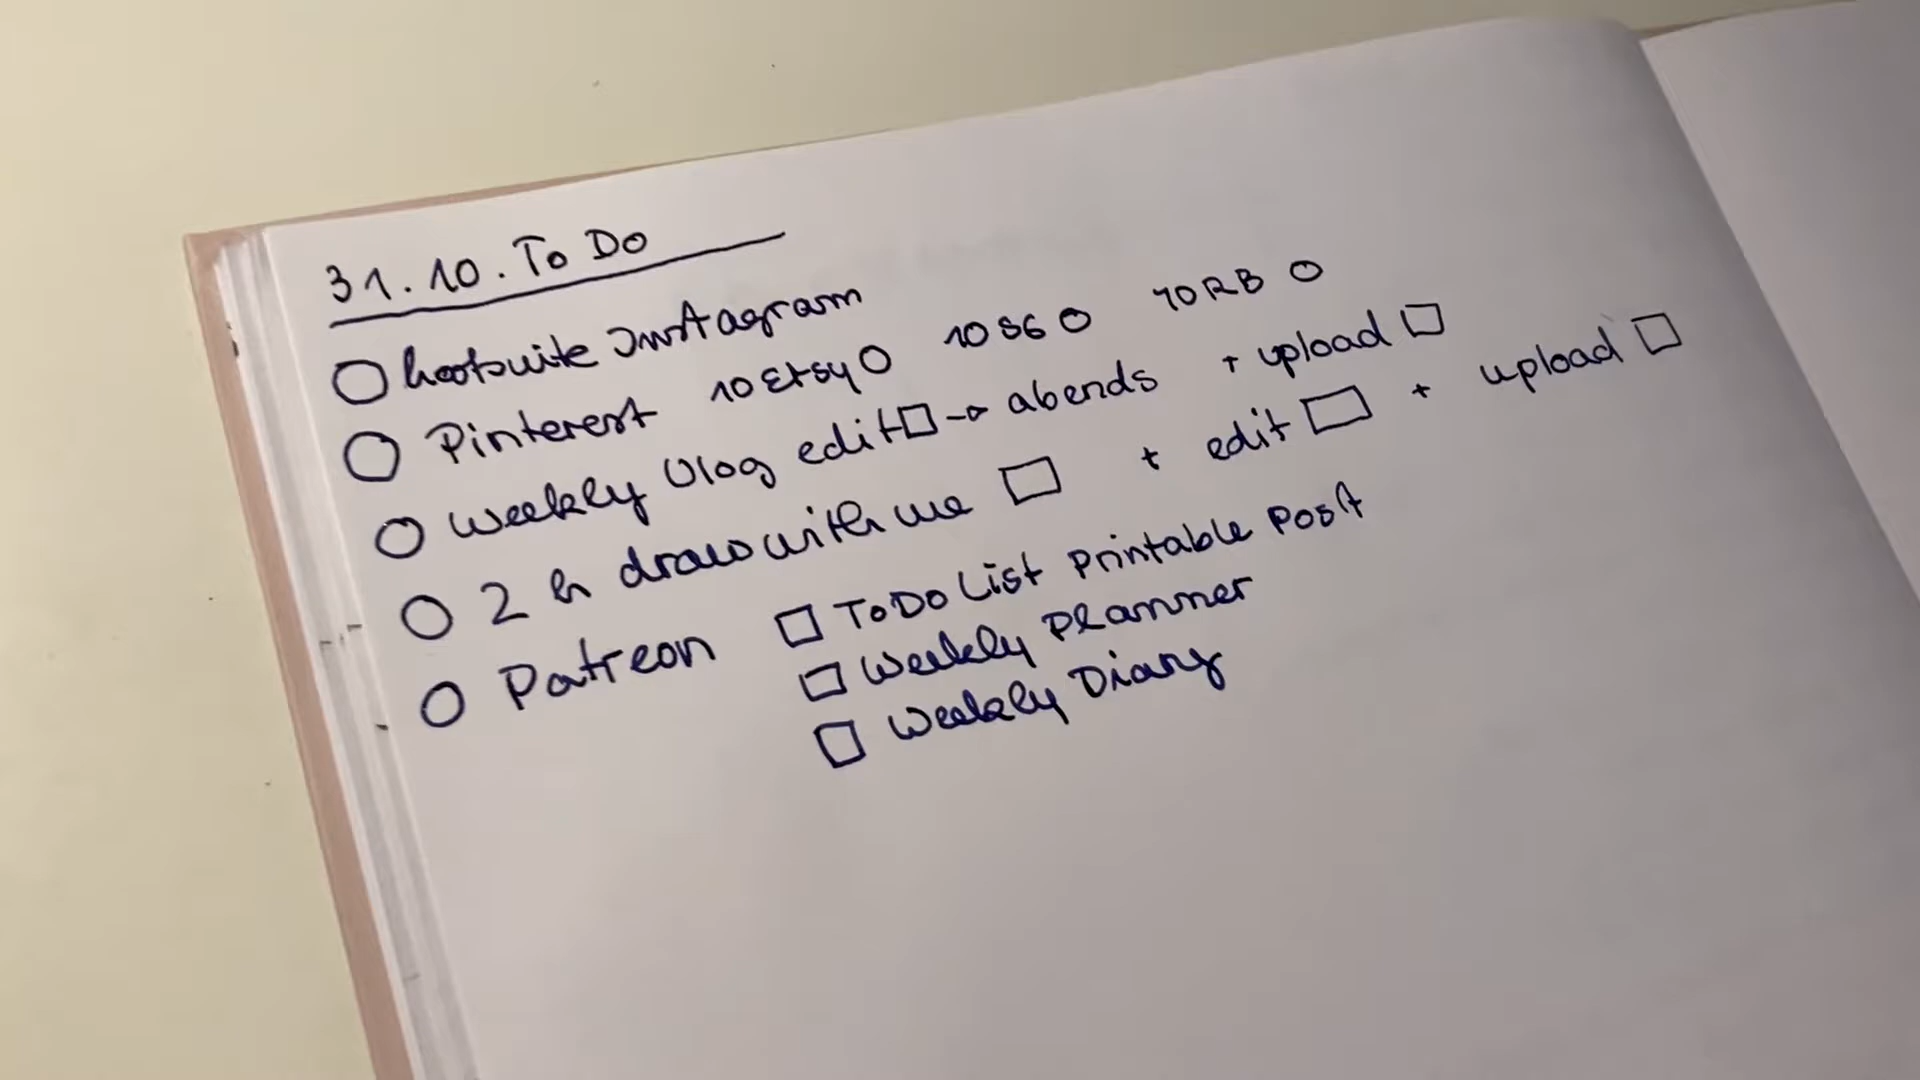 31.10. To Do
○ hootsuite Instagram
○ Pinterest 10 Etsy ○ 10 S6 ○ 10 RB ○
○ Weekly Vlog edit □ → abends + upload □
○ 2 h draw with me □ + edit □ + upload □
○ Patreon □ ToDo List Printable Post
□ Weekly Planner
□ Weekly Diary